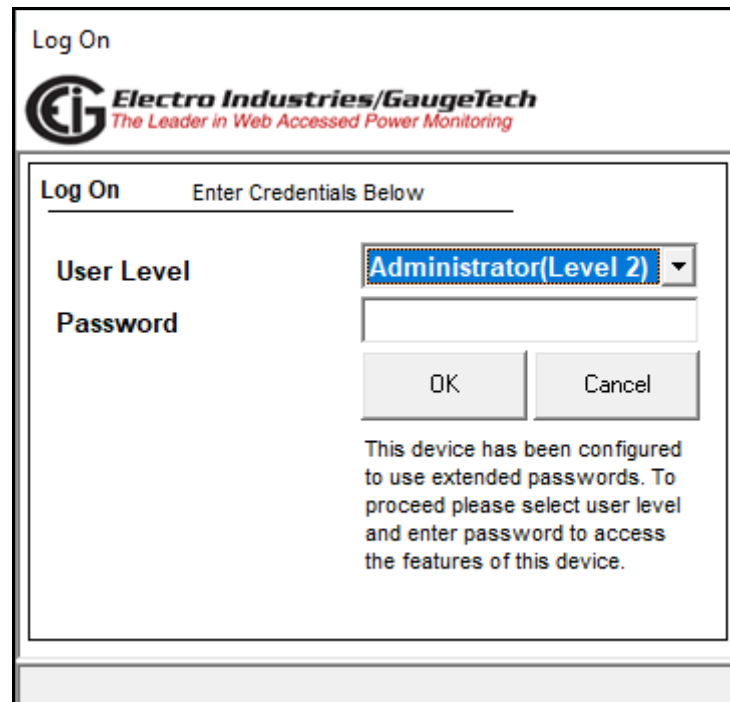 Log On
EIG Electro Industries/GaugeTech
The Leader in Web Accessed Power Monitoring
Log On Enter Credentials Below
User Level Administrator(Level 2)
Password
OK Cancel
This device has been configured
to use extended passwords. To
proceed please select user level
and enter password to access
the features of this device.